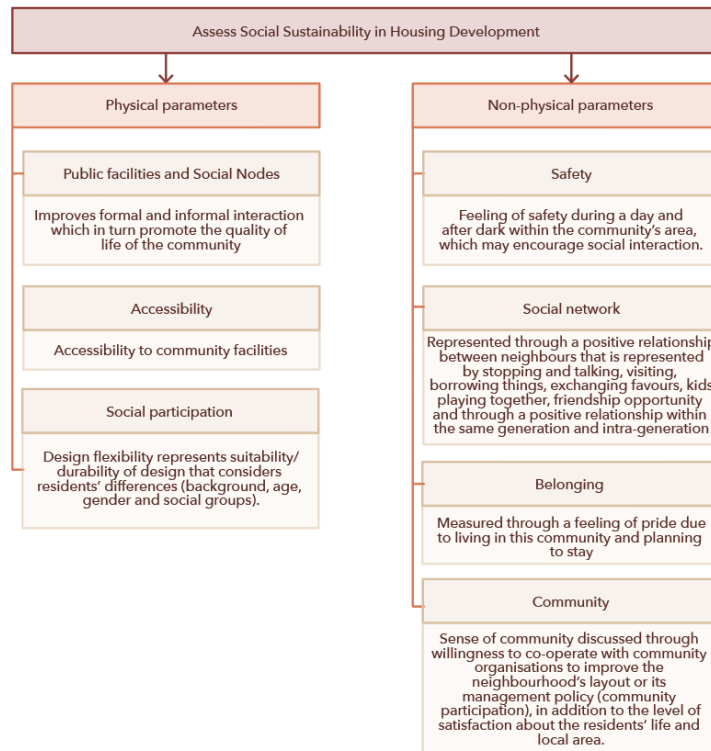 Assess Social Sustainability in Housing Development
Physical parameters
Public facilities and Social Nodes
Improves formal and informal interaction
which in turn promote the quality of
life of the community
Accessibility
Accessibility to community facilities
Social participation
Design flexibility represents suitability/
durability of design that considers
residents’ differences (background, age,
gender and social groups).
Non-physical parameters
Safety
Feeling of safety during a day and
after dark within the community’s area,
which may encourage social interaction.
Social network
Represented through a positive relationship
between neighbours that is represented
by stopping and talking, visiting,
borrowing things, exchanging favours, kids
playing together, friendship opportunity
and through a positive relationship within
the same generation and intra-generation
Belonging
Measured through a feeling of pride due
to living in this community and planning
to stay
Community
Sense of community discussed through
willingness to co-operate with community
organisations to improve the
neighbourhood’s layout or its
management policy (community
participation), in addition to the level of
satisfaction about the residents’ life and
local area.